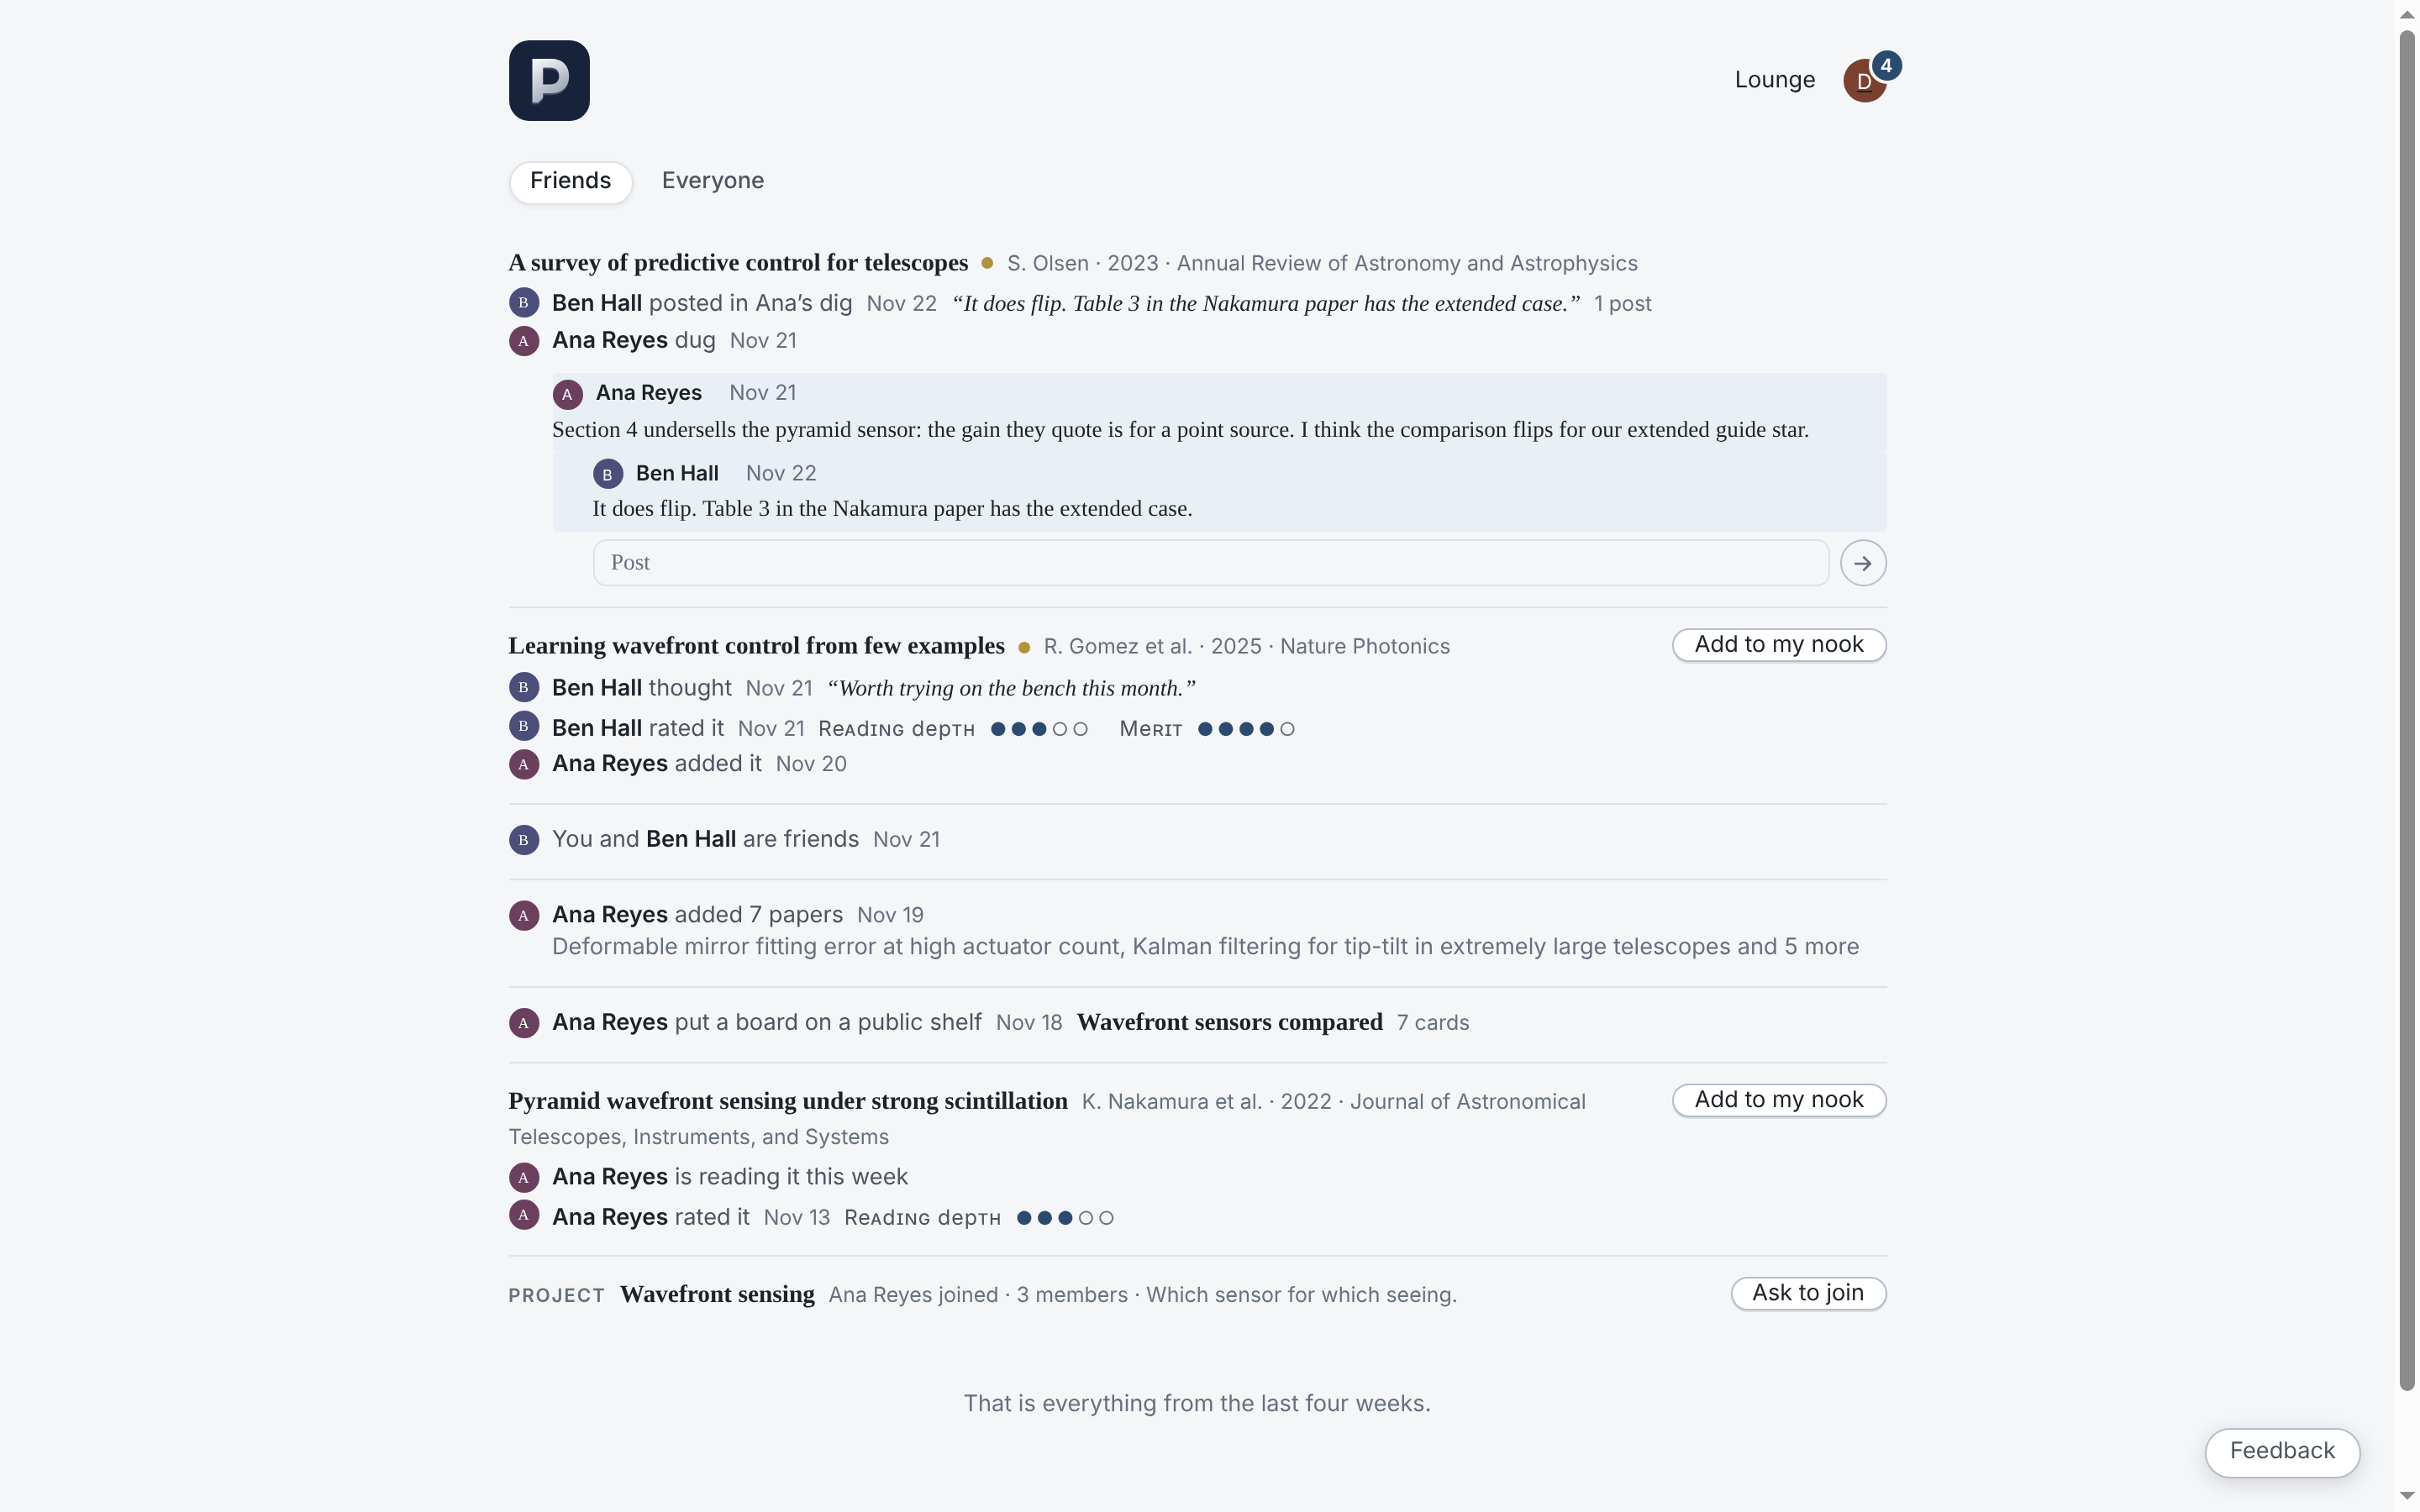 P
Lounge D 4
Friends Everyone
A survey of predictive control for telescopes S. Olsen · 2023 · Annual Review of Astronomy and Astrophysics
B Ben Hall posted in Ana’s dig Nov 22 “It does flip. Table 3 in the Nakamura paper has the extended case.” 1 post
A Ana Reyes dug Nov 21
A Ana Reyes Nov 21
Section 4 undersells the pyramid sensor: the gain they quote is for a point source. I think the comparison flips for our extended guide star.
B Ben Hall Nov 22
It does flip. Table 3 in the Nakamura paper has the extended case.
Post
Learning wavefront control from few examples R. Gomez et al. · 2025 · Nature Photonics Add to my nook
B Ben Hall thought Nov 21 “Worth trying on the bench this month.”
B Ben Hall rated it Nov 21 Reading depth Merit
A Ana Reyes added it Nov 20
B You and Ben Hall are friends Nov 21
A Ana Reyes added 7 papers Nov 19
Deformable mirror fitting error at high actuator count, Kalman filtering for tip-tilt in extremely large telescopes and 5 more
A Ana Reyes put a board on a public shelf Nov 18 Wavefront sensors compared 7 cards
Pyramid wavefront sensing under strong scintillation K. Nakamura et al. · 2022 · Journal of Astronomical Add to my nook
Telescopes, Instruments, and Systems
A Ana Reyes is reading it this week
A Ana Reyes rated it Nov 13 Reading depth
PROJECT Wavefront sensing Ana Reyes joined · 3 members · Which sensor for which seeing. Ask to join
That is everything from the last four weeks.
Feedback